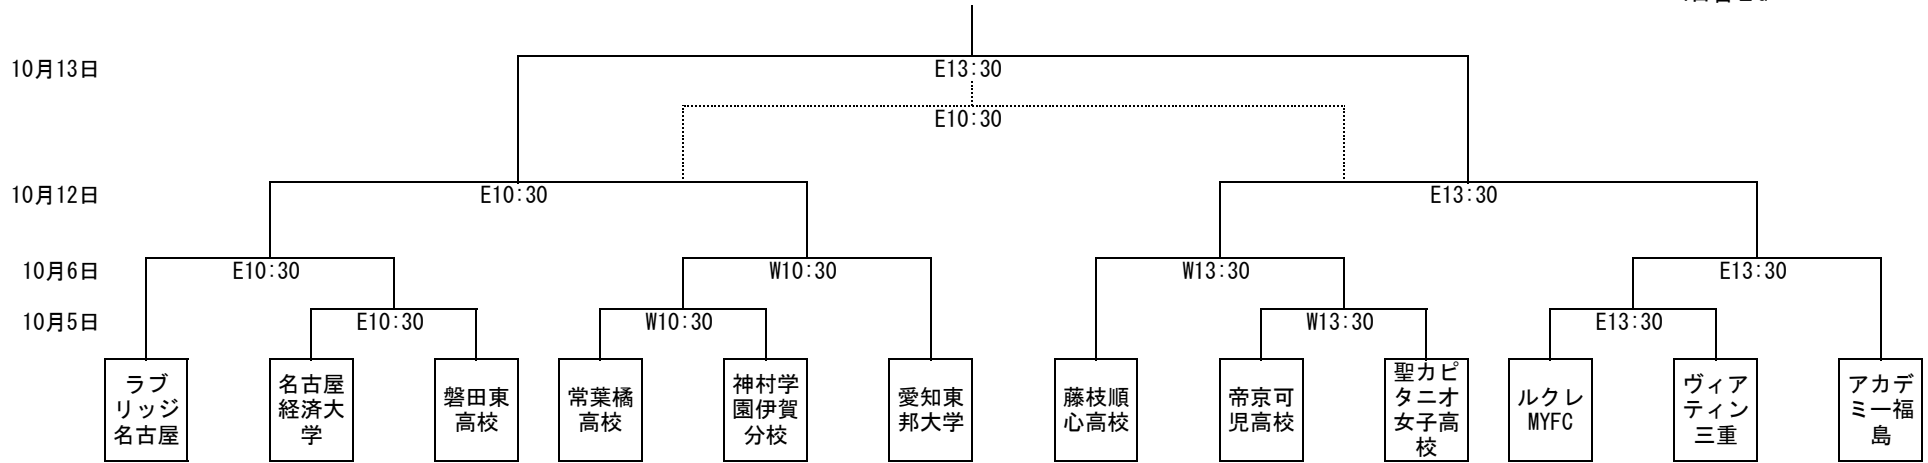 10月13日
E13:30
E10:30
10月12日
E10:30
E13:30
10月6日
E10:30
W10:30
W13:30
E13:30
10月5日
E10:30
W10:30
W13:30
E13:30
ラブ
リッジ
名古屋
名古屋
経済大
学
磐田東
高校
常葉橘
高校
神村学
園伊賀
分校
愛知東
邦大学
藤枝順
心高校
帝京可
児高校
聖カピ
タニオ
女子高
校
ルクレ
MYFC
ヴィア
ティン
三重
アカデ
ミー福
島